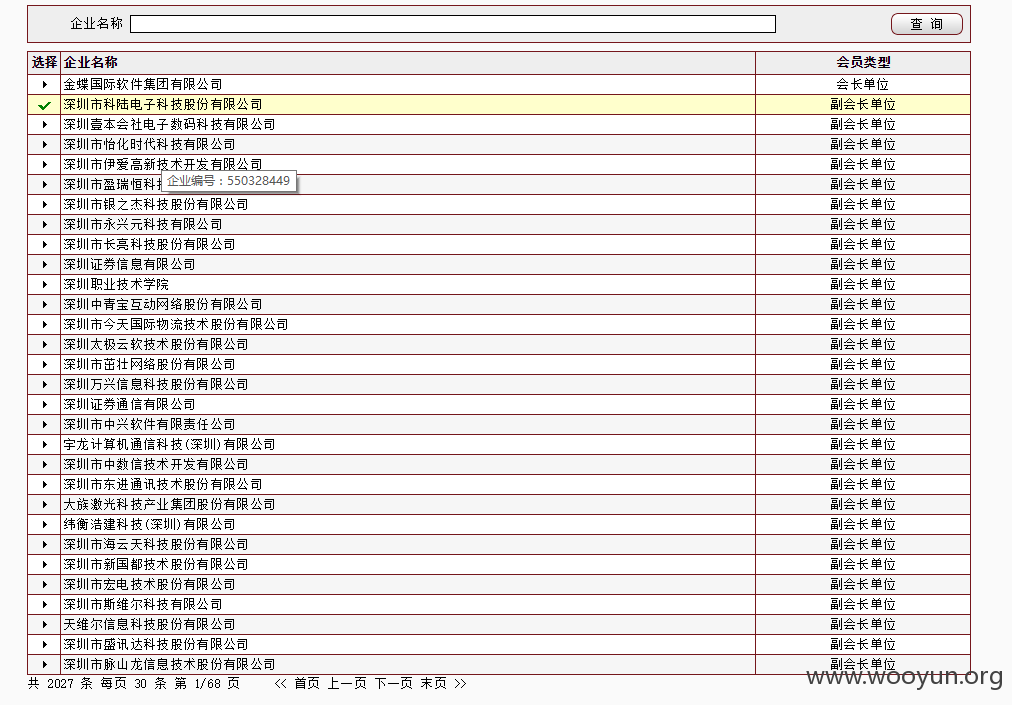 企业名称 查 询
选择 企业名称 会员类型
金蝶国际软件集团有限公司 会长单位
深圳市科陆电子科技股份有限公司 副会长单位
深圳壹本会社电子数码科技有限公司 副会长单位
深圳市怡化时代科技有限公司 副会长单位
深圳市伊爱高新技术开发有限公司 副会长单位
深圳市盈瑞恒科 副会长单位
企业编号：550328449
深圳市银之杰科技股份有限公司 副会长单位
深圳市永兴元科技有限公司 副会长单位
深圳市长亮科技股份有限公司 副会长单位
深圳证券信息有限公司 副会长单位
深圳职业技术学院 副会长单位
深圳中青宝互动网络股份有限公司 副会长单位
深圳市今天国际物流技术股份有限公司 副会长单位
深圳太极云软技术股份有限公司 副会长单位
深圳市茁壮网络股份有限公司 副会长单位
深圳万兴信息科技股份有限公司 副会长单位
深圳证券通信有限公司 副会长单位
深圳市中兴软件有限责任公司 副会长单位
宇龙计算机通信科技(深圳)有限公司 副会长单位
深圳市中数信技术开发有限公司 副会长单位
深圳市东进通讯技术股份有限公司 副会长单位
大族激光科技产业集团股份有限公司 副会长单位
纬衡浩建科技(深圳)有限公司 副会长单位
深圳市海云天科技股份有限公司 副会长单位
深圳市新国都技术股份有限公司 副会长单位
深圳市宏电技术股份有限公司 副会长单位
深圳市斯维尔科技有限公司 副会长单位
天维尔信息科技股份有限公司 副会长单位
深圳市盛讯达科技股份有限公司 副会长单位
深圳市脉山龙信息技术股份有限公司 副会长单位
共 2027 条 每页 30 条 第 1/68 页 << 首页 上一页 下一页 末页 >>
www.wooyun.org